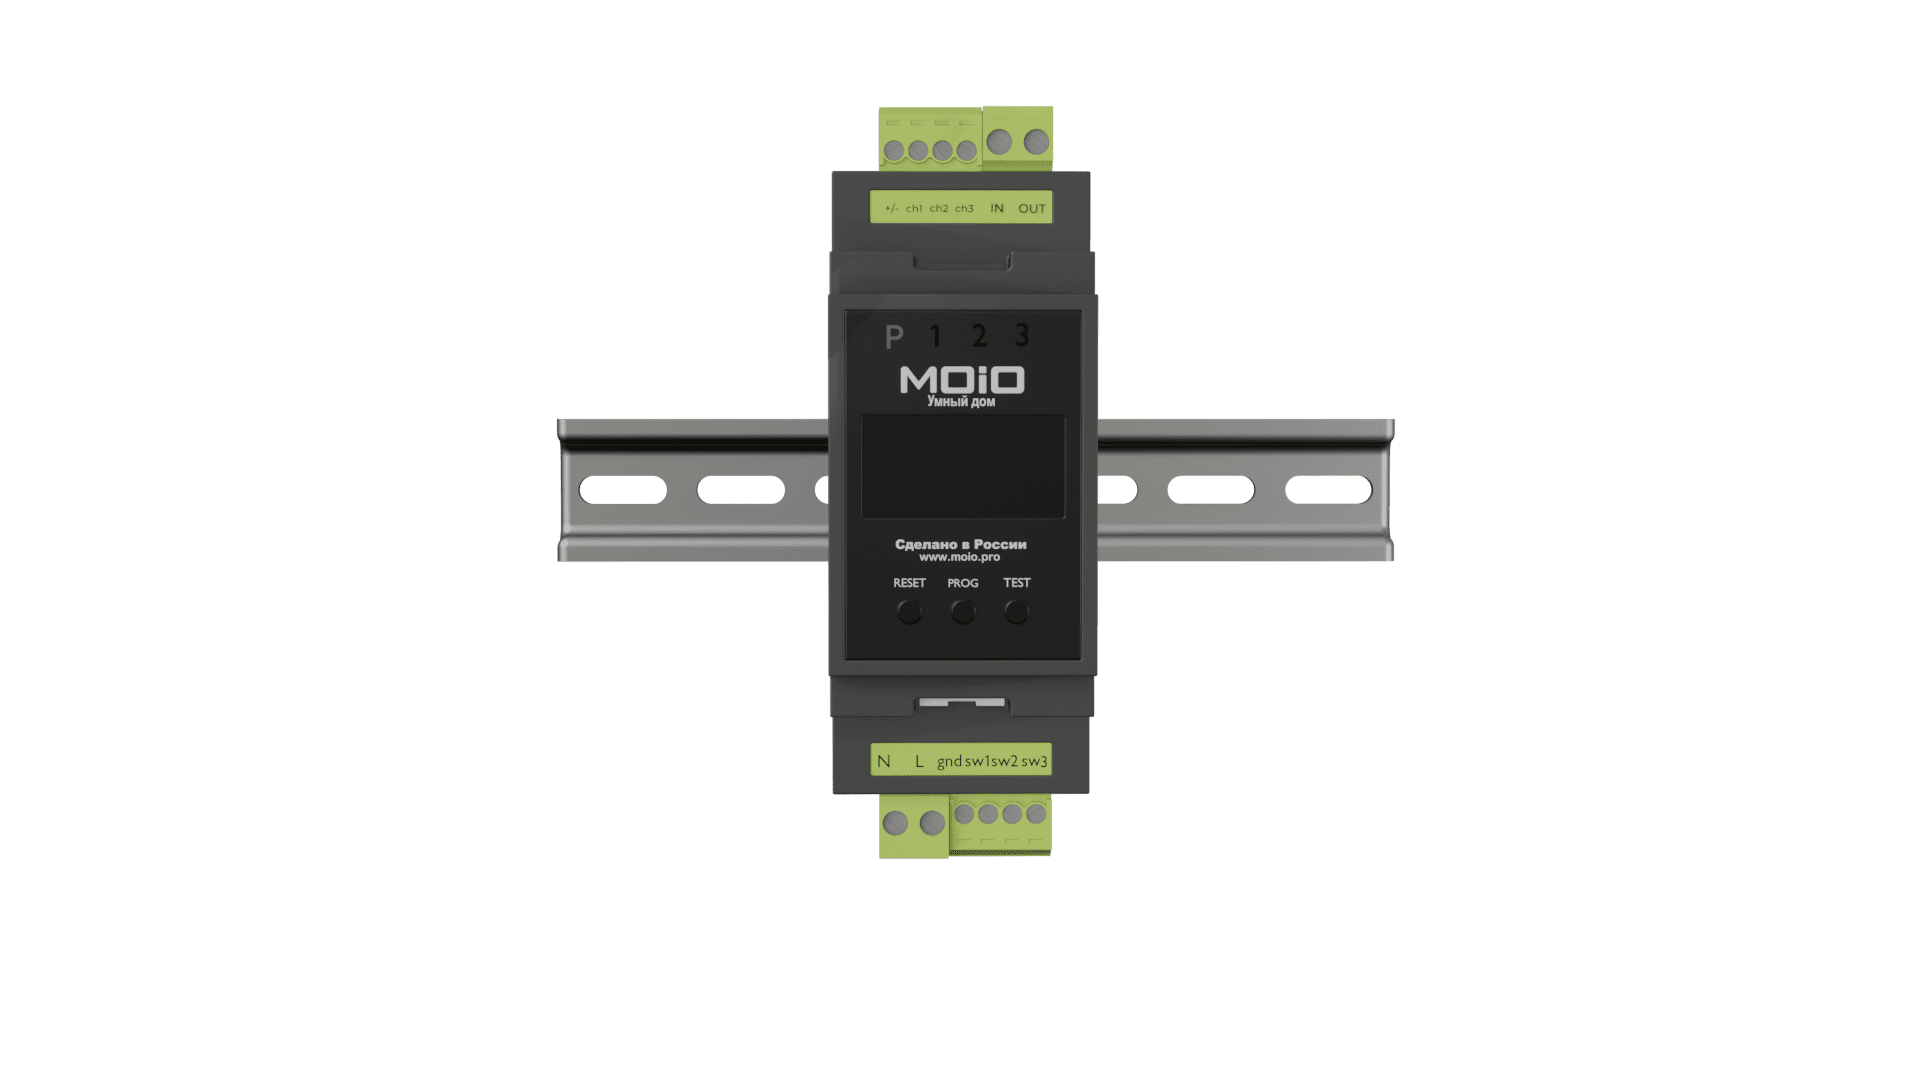 +/- ch1 ch2 ch3 IN OUT
P 1 2 3
MOiO
Умный дом
Сделано в России
www.moio.pro
RESET PROG TEST
N L gnd sw1 sw2 sw3